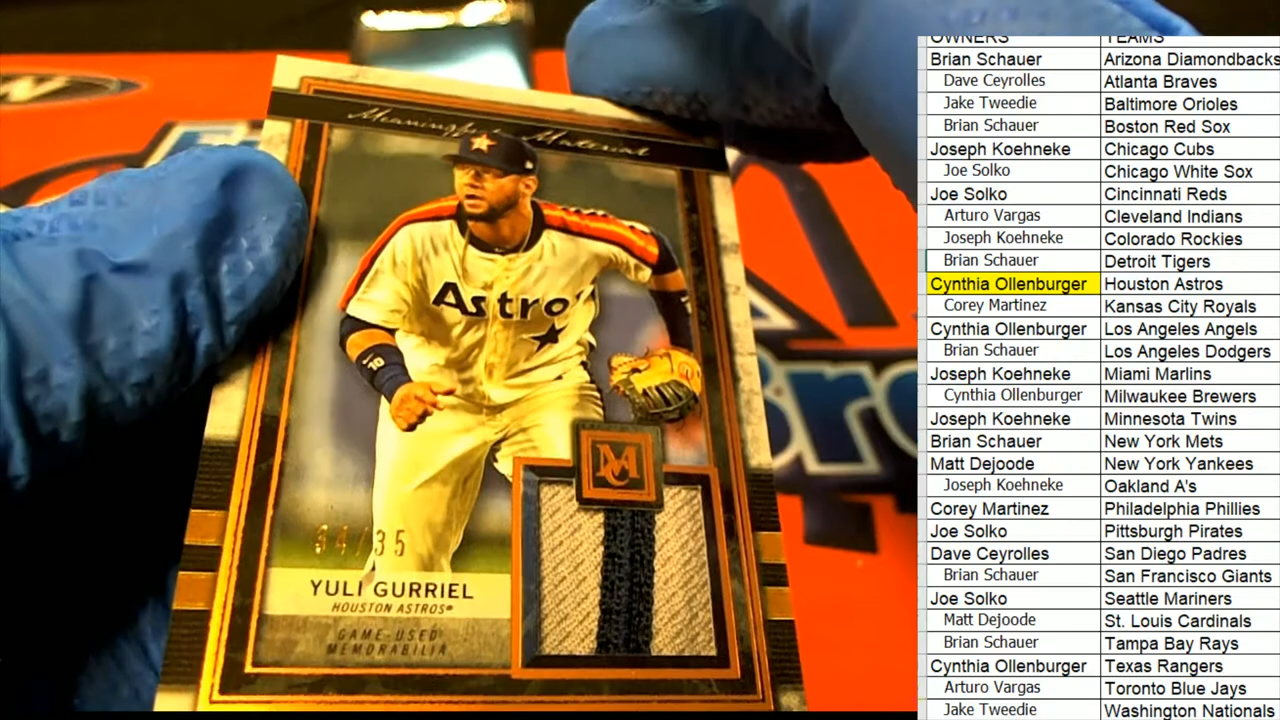 Meaningful Material
Astro
10
MC
34/35
YULI GURRIEL
HOUSTON ASTROS®
GAME-USED
MEMORABILIA
OWNERS TEAMS
Brian Schauer Arizona Diamondbacks
Dave Ceyrolles Atlanta Braves
Jake Tweedie Baltimore Orioles
Brian Schauer Boston Red Sox
Joseph Koehneke Chicago Cubs
Joe Solko Chicago White Sox
Joe Solko Cincinnati Reds
Arturo Vargas Cleveland Indians
Joseph Koehneke Colorado Rockies
Brian Schauer Detroit Tigers
Cynthia Ollenburger Houston Astros
Corey Martinez Kansas City Royals
Cynthia Ollenburger Los Angeles Angels
Brian Schauer Los Angeles Dodgers
Joseph Koehneke Miami Marlins
Cynthia Ollenburger Milwaukee Brewers
Joseph Koehneke Minnesota Twins
Brian Schauer New York Mets
Matt Dejoode New York Yankees
Joseph Koehneke Oakland A's
Corey Martinez Philadelphia Phillies
Joe Solko Pittsburgh Pirates
Dave Ceyrolles San Diego Padres
Brian Schauer San Francisco Giants
Joe Solko Seattle Mariners
Matt Dejoode St. Louis Cardinals
Brian Schauer Tampa Bay Rays
Cynthia Ollenburger Texas Rangers
Arturo Vargas Toronto Blue Jays
Jake Tweedie Washington Nationals